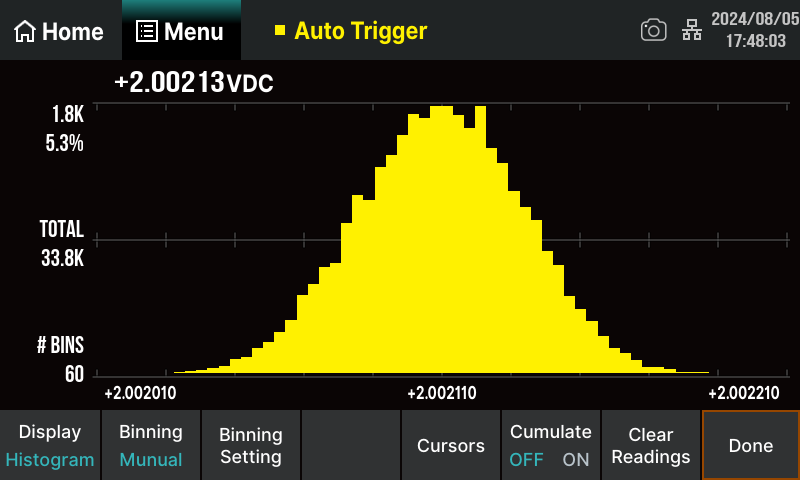 Home
Menu
Auto Trigger
2024/08/05
17:48:03
+2.00213VDC
1.8K
5.3%
TOTAL
33.8K
# BINS
60
+2.002010
+2.002110
+2.002210
Display
Histogram
Binning
Manual
Binning
Setting
Cursors
Cumulate
OFF ON
Clear
Readings
Done